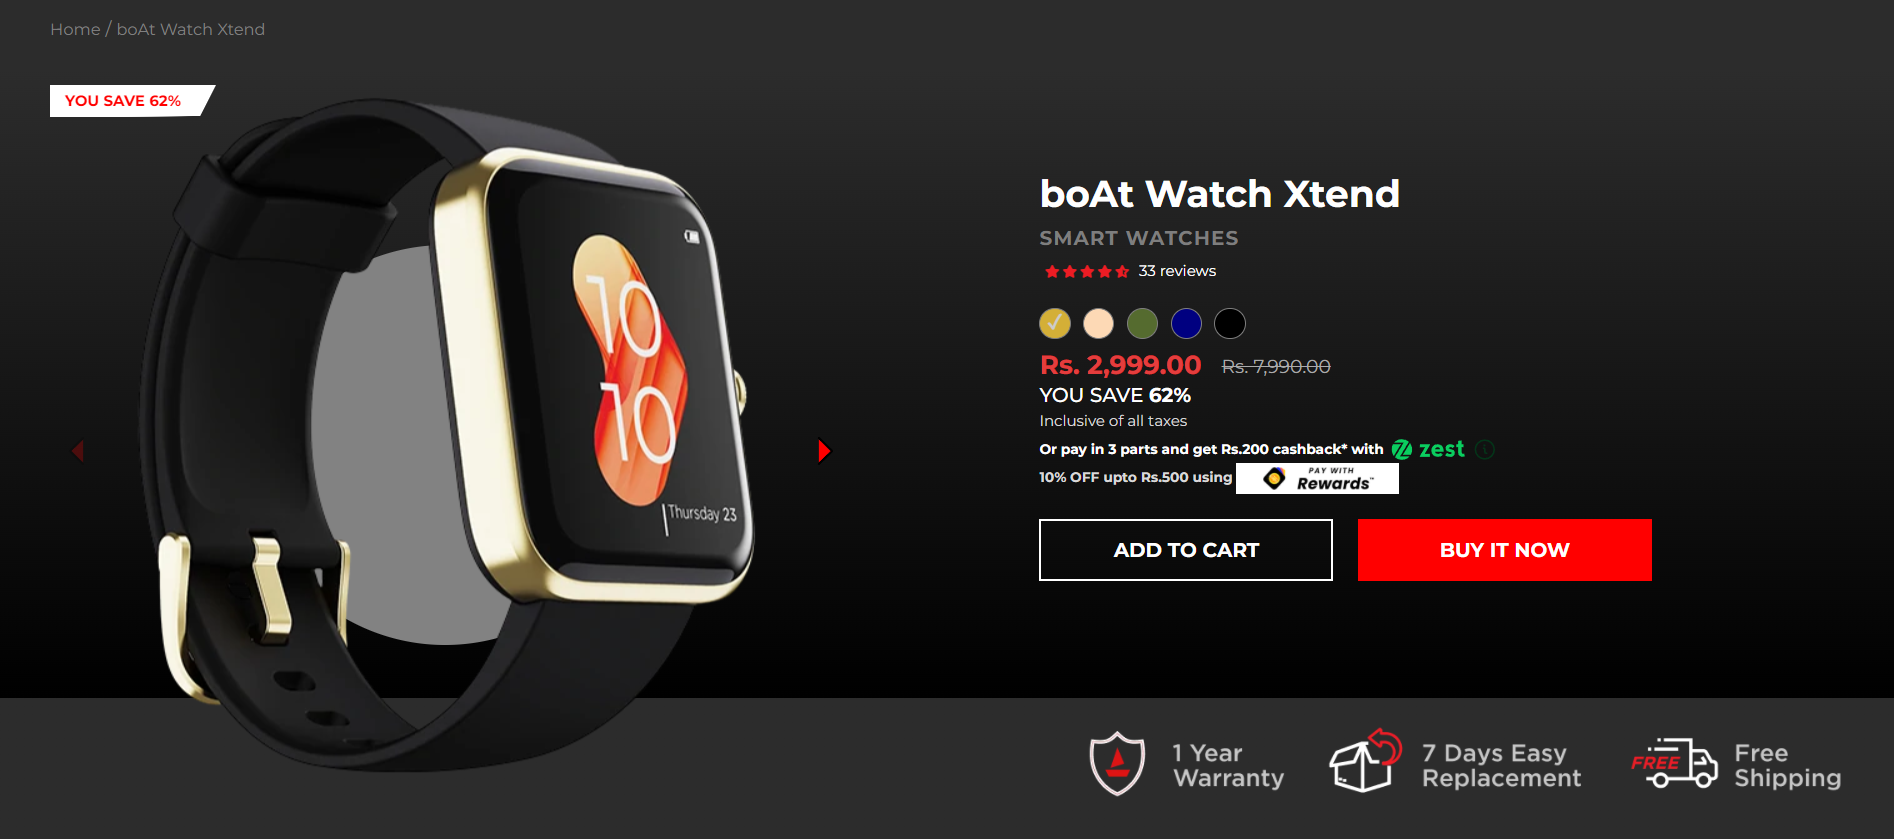 Home / boAt Watch Xtend
YOU SAVE 62%
10
10
Thursday 23
boAt Watch Xtend
SMART WATCHES
33 reviews
Rs. 2,999.00 Rs. 7,990.00
YOU SAVE 62%
Inclusive of all taxes
Or pay in 3 parts and get Rs.200 cashback* with zest
10% OFF upto Rs.500 using PAY WITH
Rewards™
ADD TO CART
BUY IT NOW
1 Year
Warranty
7 Days Easy
Replacement
FREE
Free
Shipping